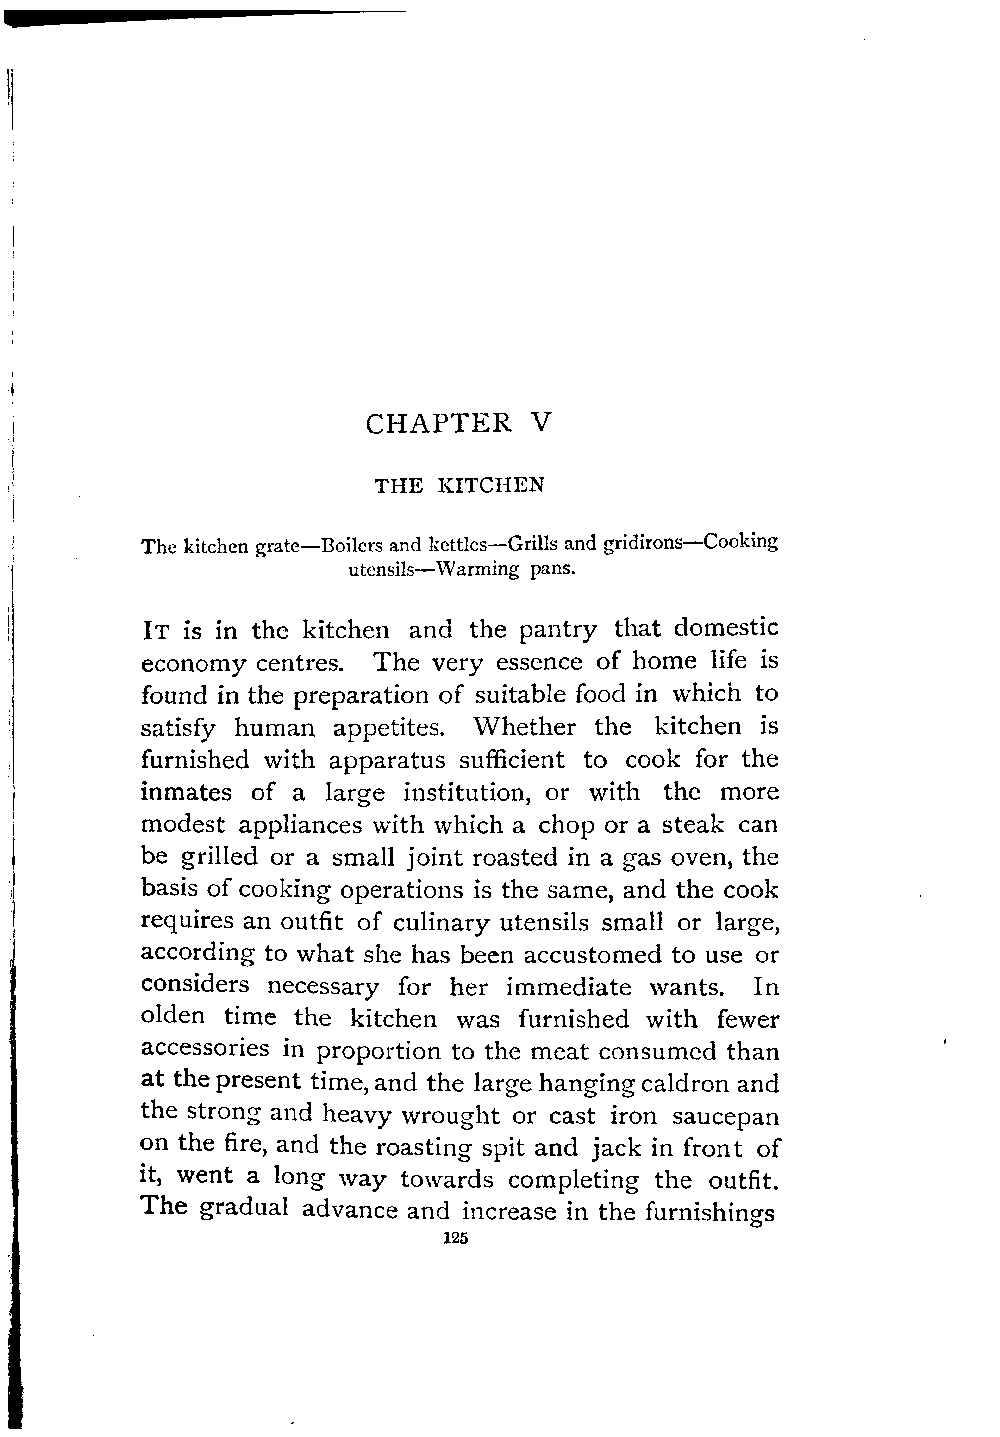 CHAPTER V
THE KITCHEN
The kitchen grate—Boilers and kettles—Grills and gridirons—Cooking
utensils—Warming pans.
IT is in the kitchen and the pantry that domestic
economy centres. The very essence of home life is
found in the preparation of suitable food in which to
satisfy human appetites. Whether the kitchen is
furnished with apparatus sufficient to cook for the
inmates of a large institution, or with the more
modest appliances with which a chop or a steak can
be grilled or a small joint roasted in a gas oven, the
basis of cooking operations is the same, and the cook
requires an outfit of culinary utensils small or large,
according to what she has been accustomed to use or
considers necessary for her immediate wants. In
olden time the kitchen was furnished with fewer
accessories in proportion to the meat consumed than
at the present time, and the large hanging caldron and
the strong and heavy wrought or cast iron saucepan
on the fire, and the roasting spit and jack in front of
it, went a long way towards completing the outfit.
The gradual advance and increase in the furnishings
125